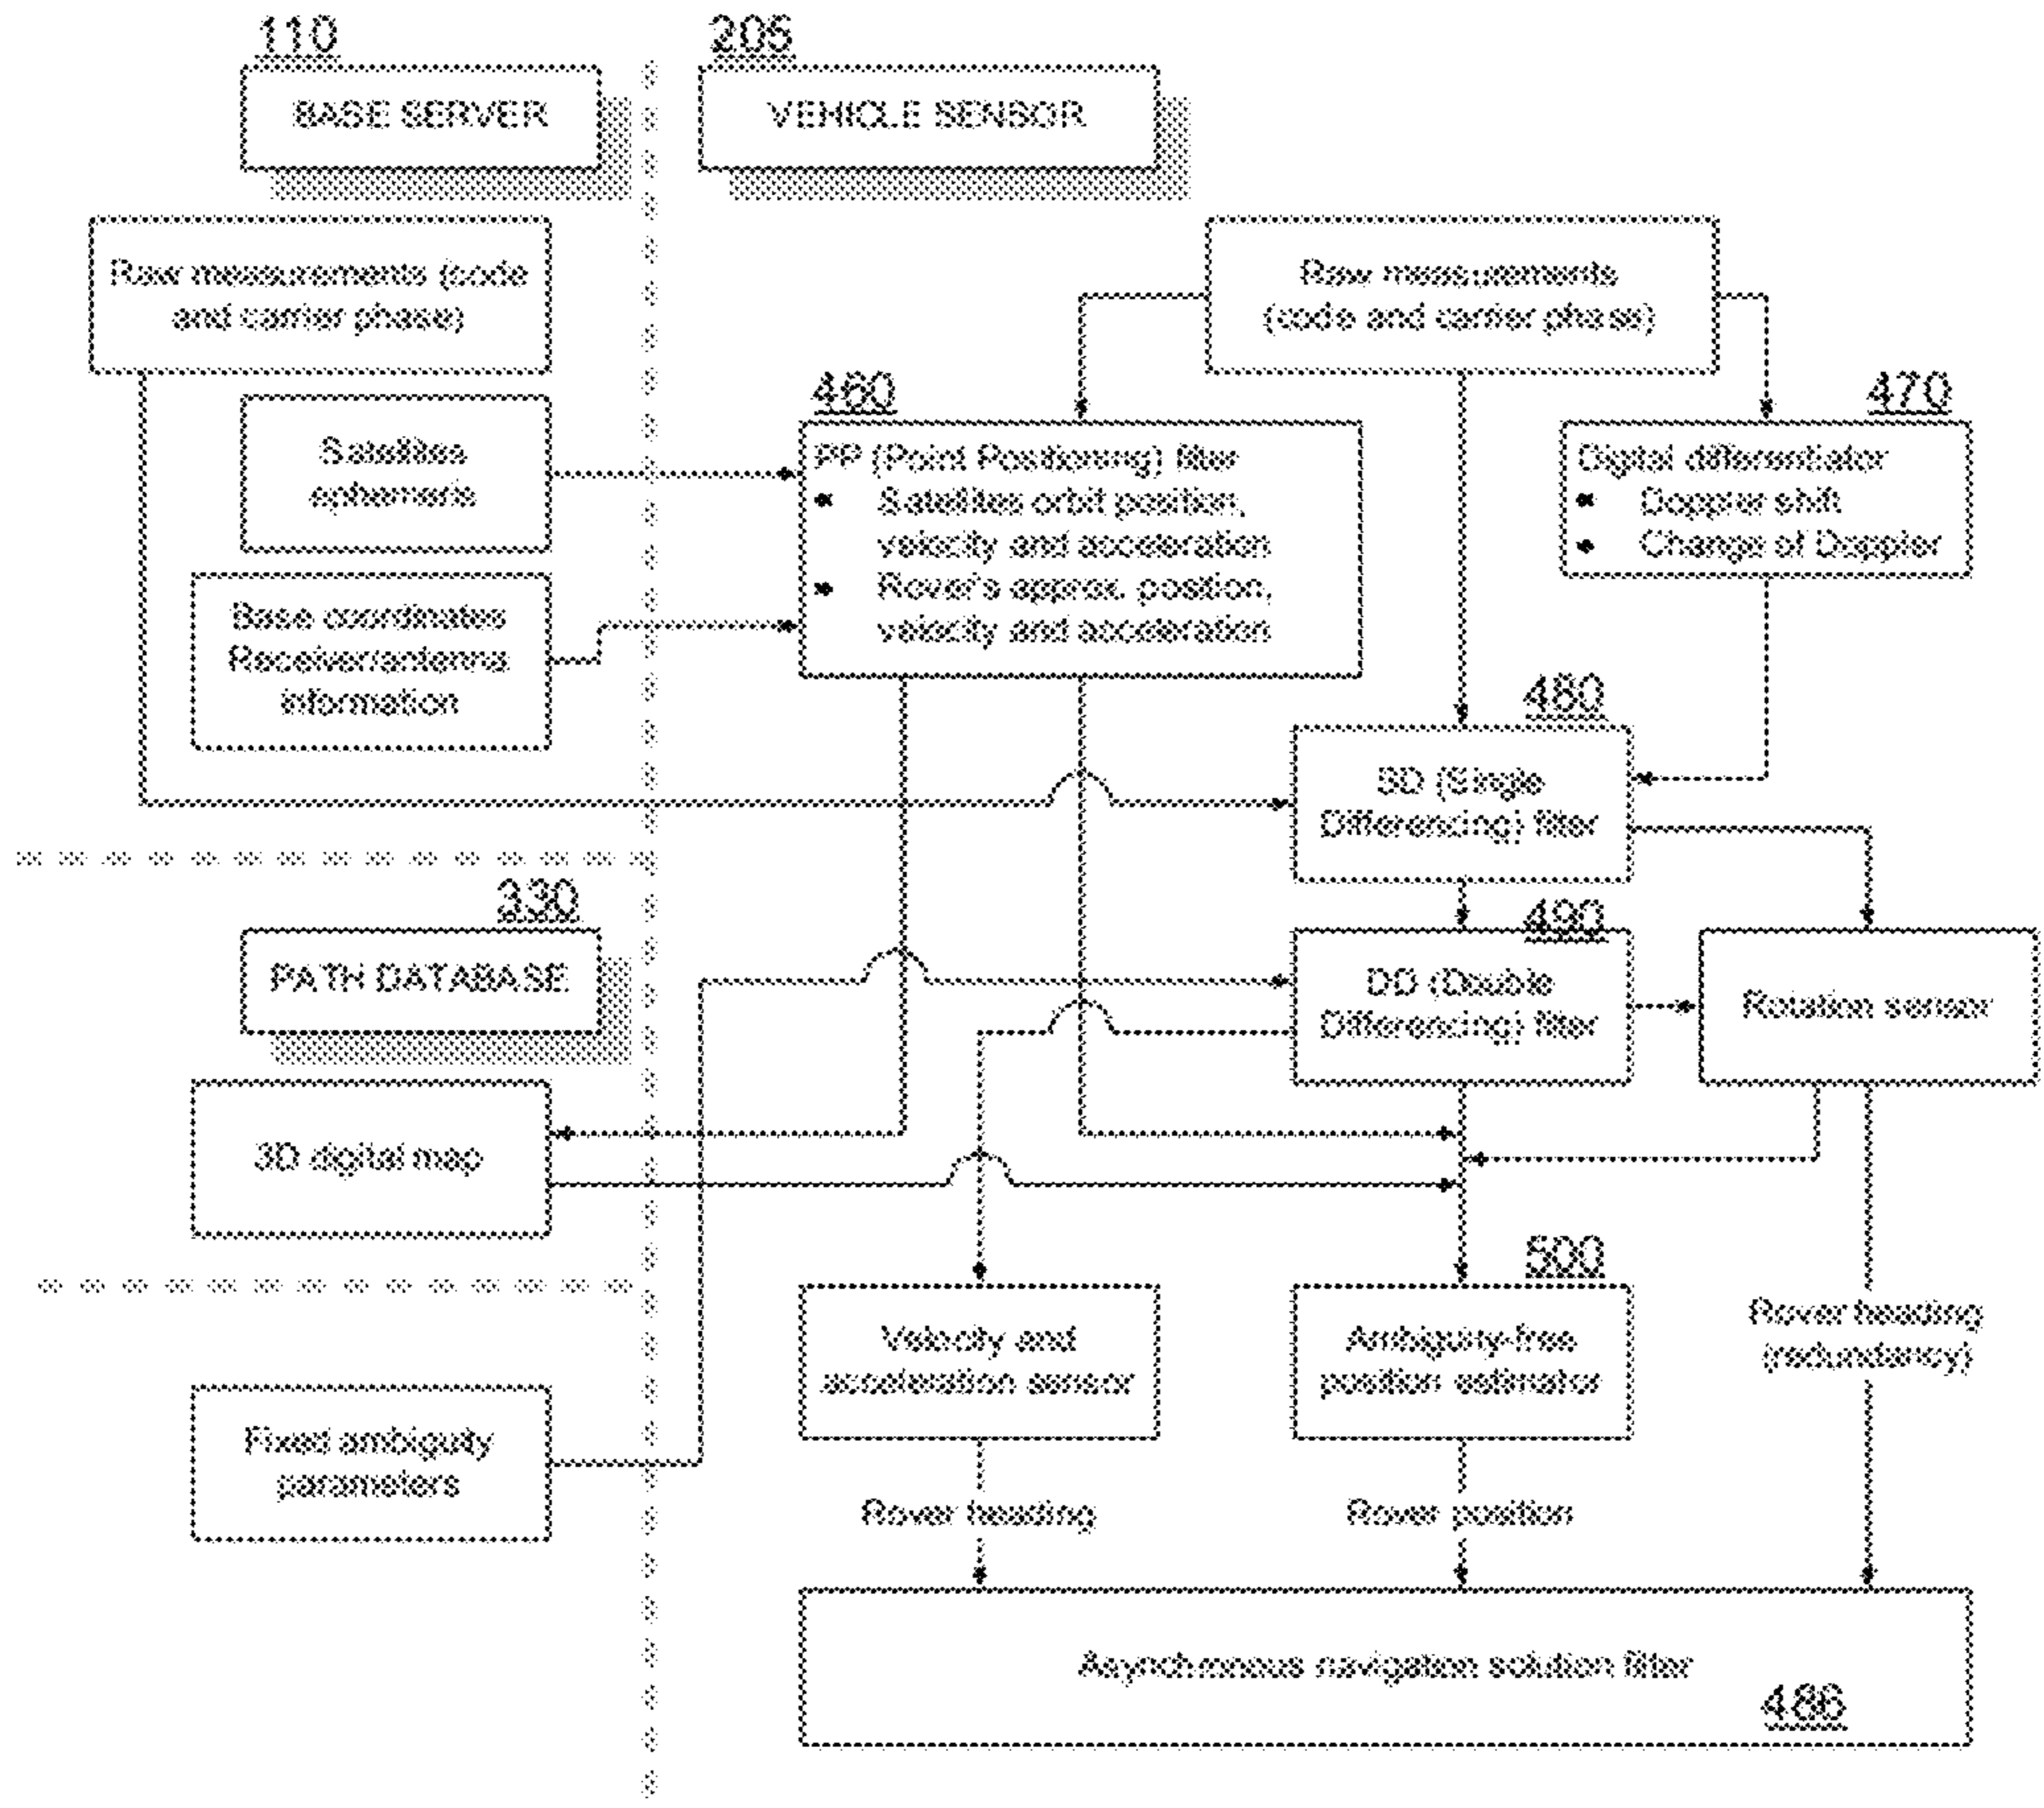 110
BASE SERVER
Raw measurements (code
and carrier phase)
Satellites
ephemeris
Base coordinates
Receiver/antenna
information
330
PATH DATABASE
3D digital map
Fixed ambiguity
parameters
205
VEHICLE SENSOR
Raw measurements
(code and carrier phase)
460
PP (Point Positioning) filter
• Satellites orbit position,
velocity and acceleration
• Rover's approx. position,
velocity and acceleration
470
Digital differentiator
• Doppler shift
• Change of Doppler
480
SD (Single
Differencing) filter
490
DD (Double
Differencing) filter
Rotation sensor
Velocity and
acceleration sensor
500
Ambiguity-free
position estimator
Rover heading
(redundancy)
Rover heading
Rover position
Asynchronous navigation solution filter
486